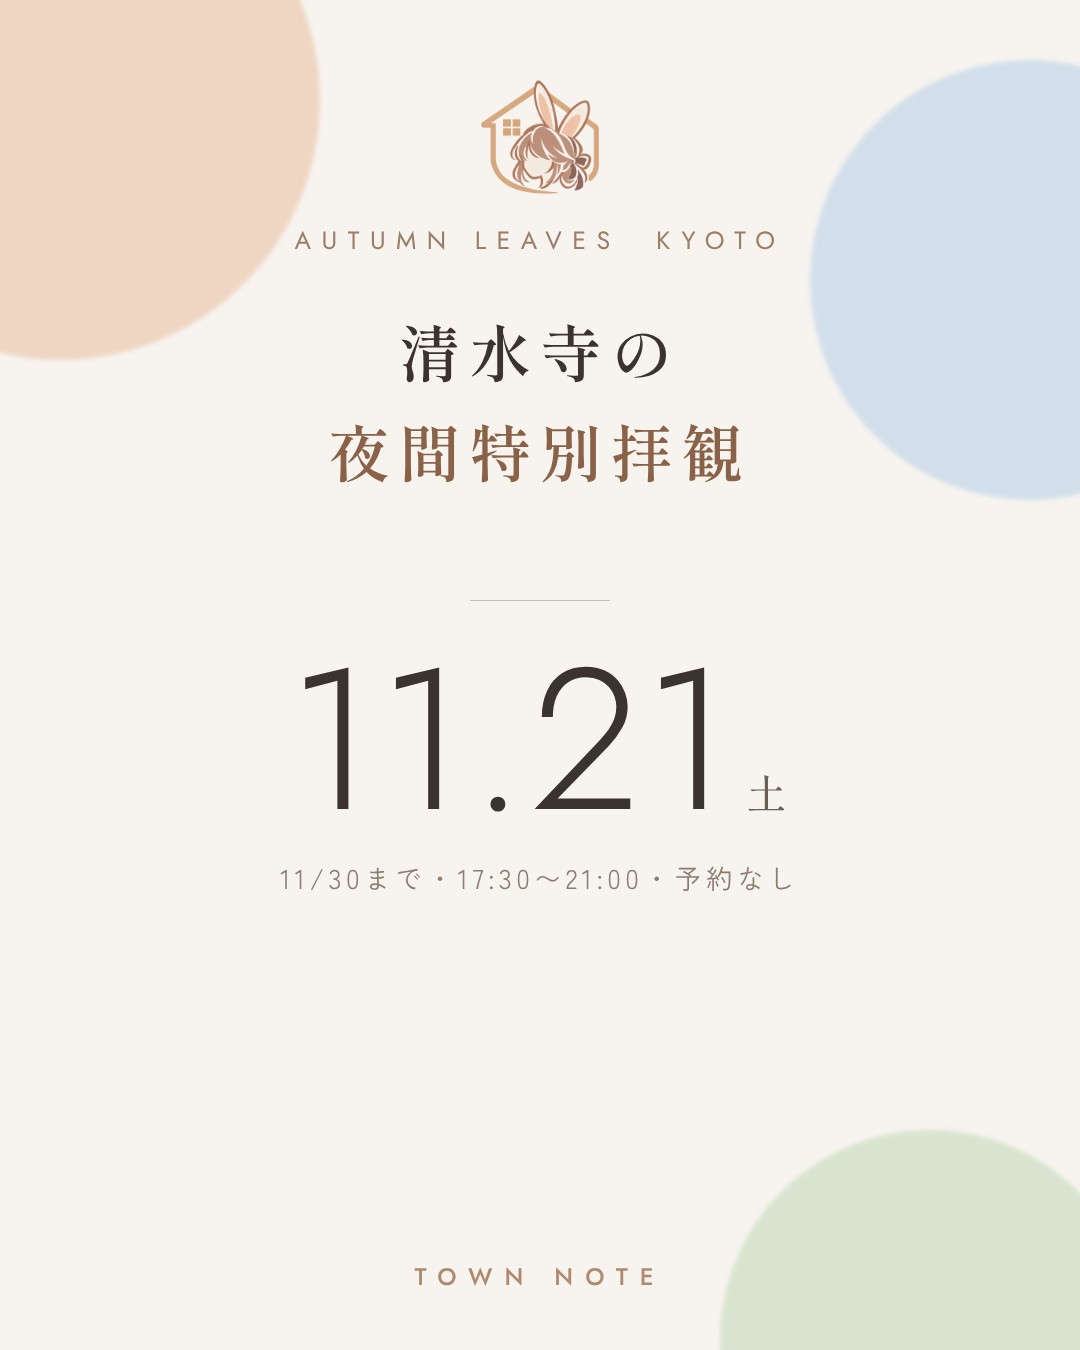 AUTUMN LEAVES KYOTO
清水寺の
夜間特別拝観
11.21 土
11/30まで・17:30〜21:00・予約なし
TOWN NOTE